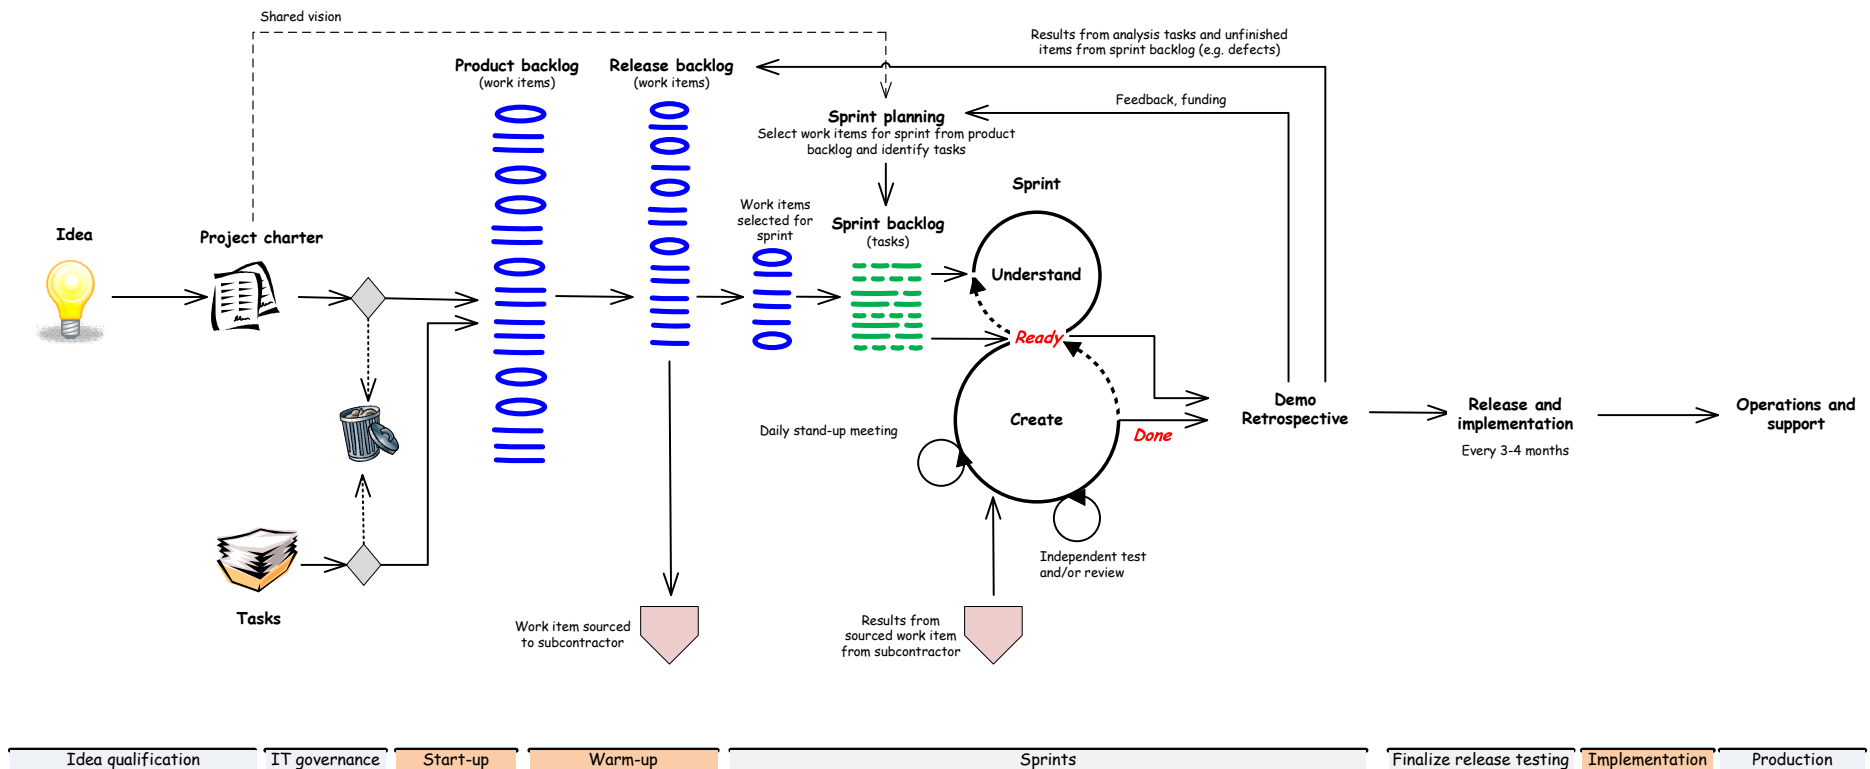 Shared vision
Results from analysis tasks and unfinished
items from sprint backlog (e.g. defects)
Product backlog
(work items)
Release backlog
(work items)
Feedback, funding
Sprint planning
Select work items for sprint from product
backlog and identify tasks
Sprint
Work items
selected for
sprint
Sprint backlog
(tasks)
Idea
Project charter
Understand
Ready
Create
Done
Daily stand-up meeting
Demo
Retrospective
Release and
implementation
Every 3-4 months
Operations and
support
Independent test
and/or review
Tasks
Work item sourced
to subcontractor
Results from
sourced work item
from subcontractor
Idea qualification
IT governance
Start-up
Warm-up
Sprints
Finalize release testing
Implementation
Production